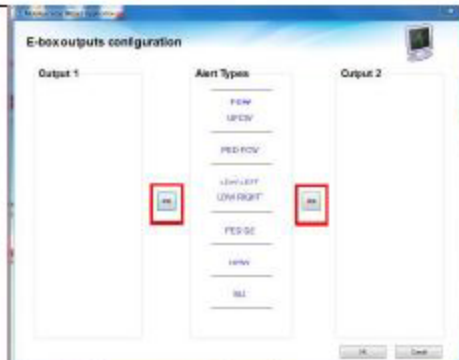 E-box outputs configuration
Output 1
Alert Types
Output 2
FCW
UFCW
PED-FCW
LDW LEFT
LDW RIGHT
PED DZ
HMW
OK
Cancel